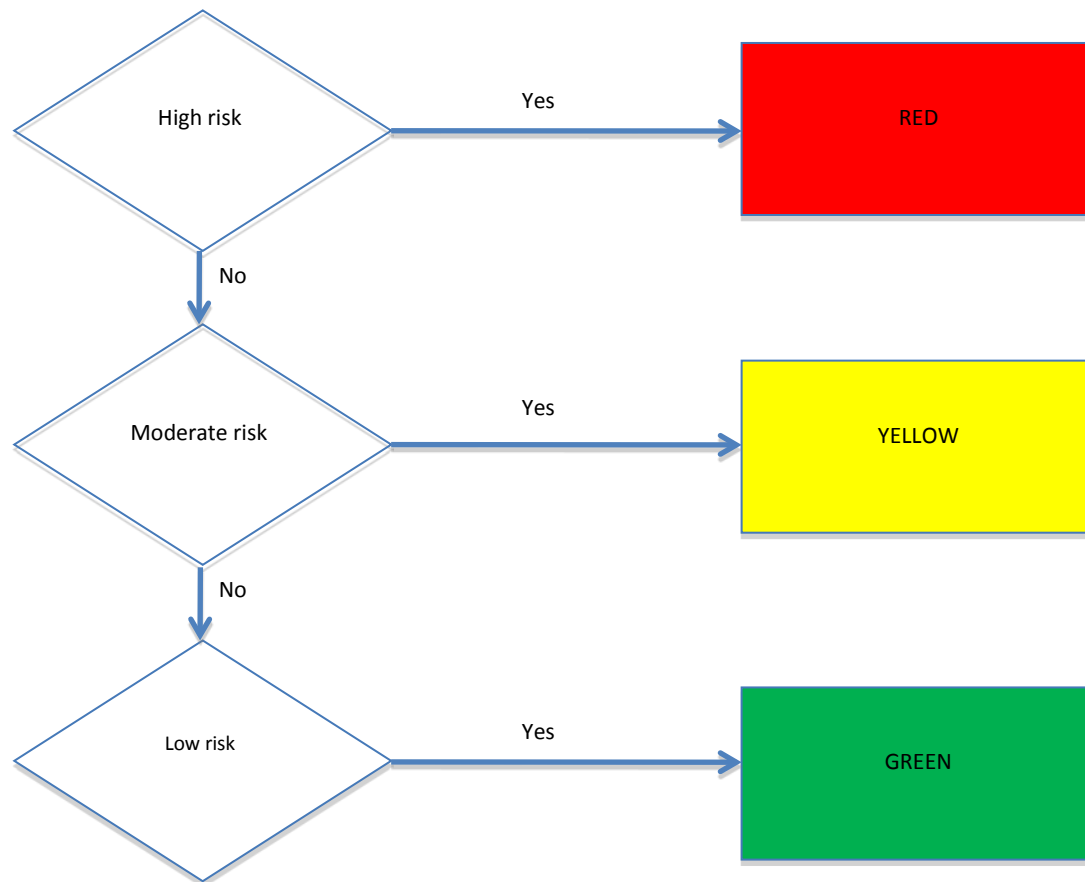 High risk
Yes
RED
No
Moderate risk
Yes
YELLOW
No
Low risk
Yes
GREEN